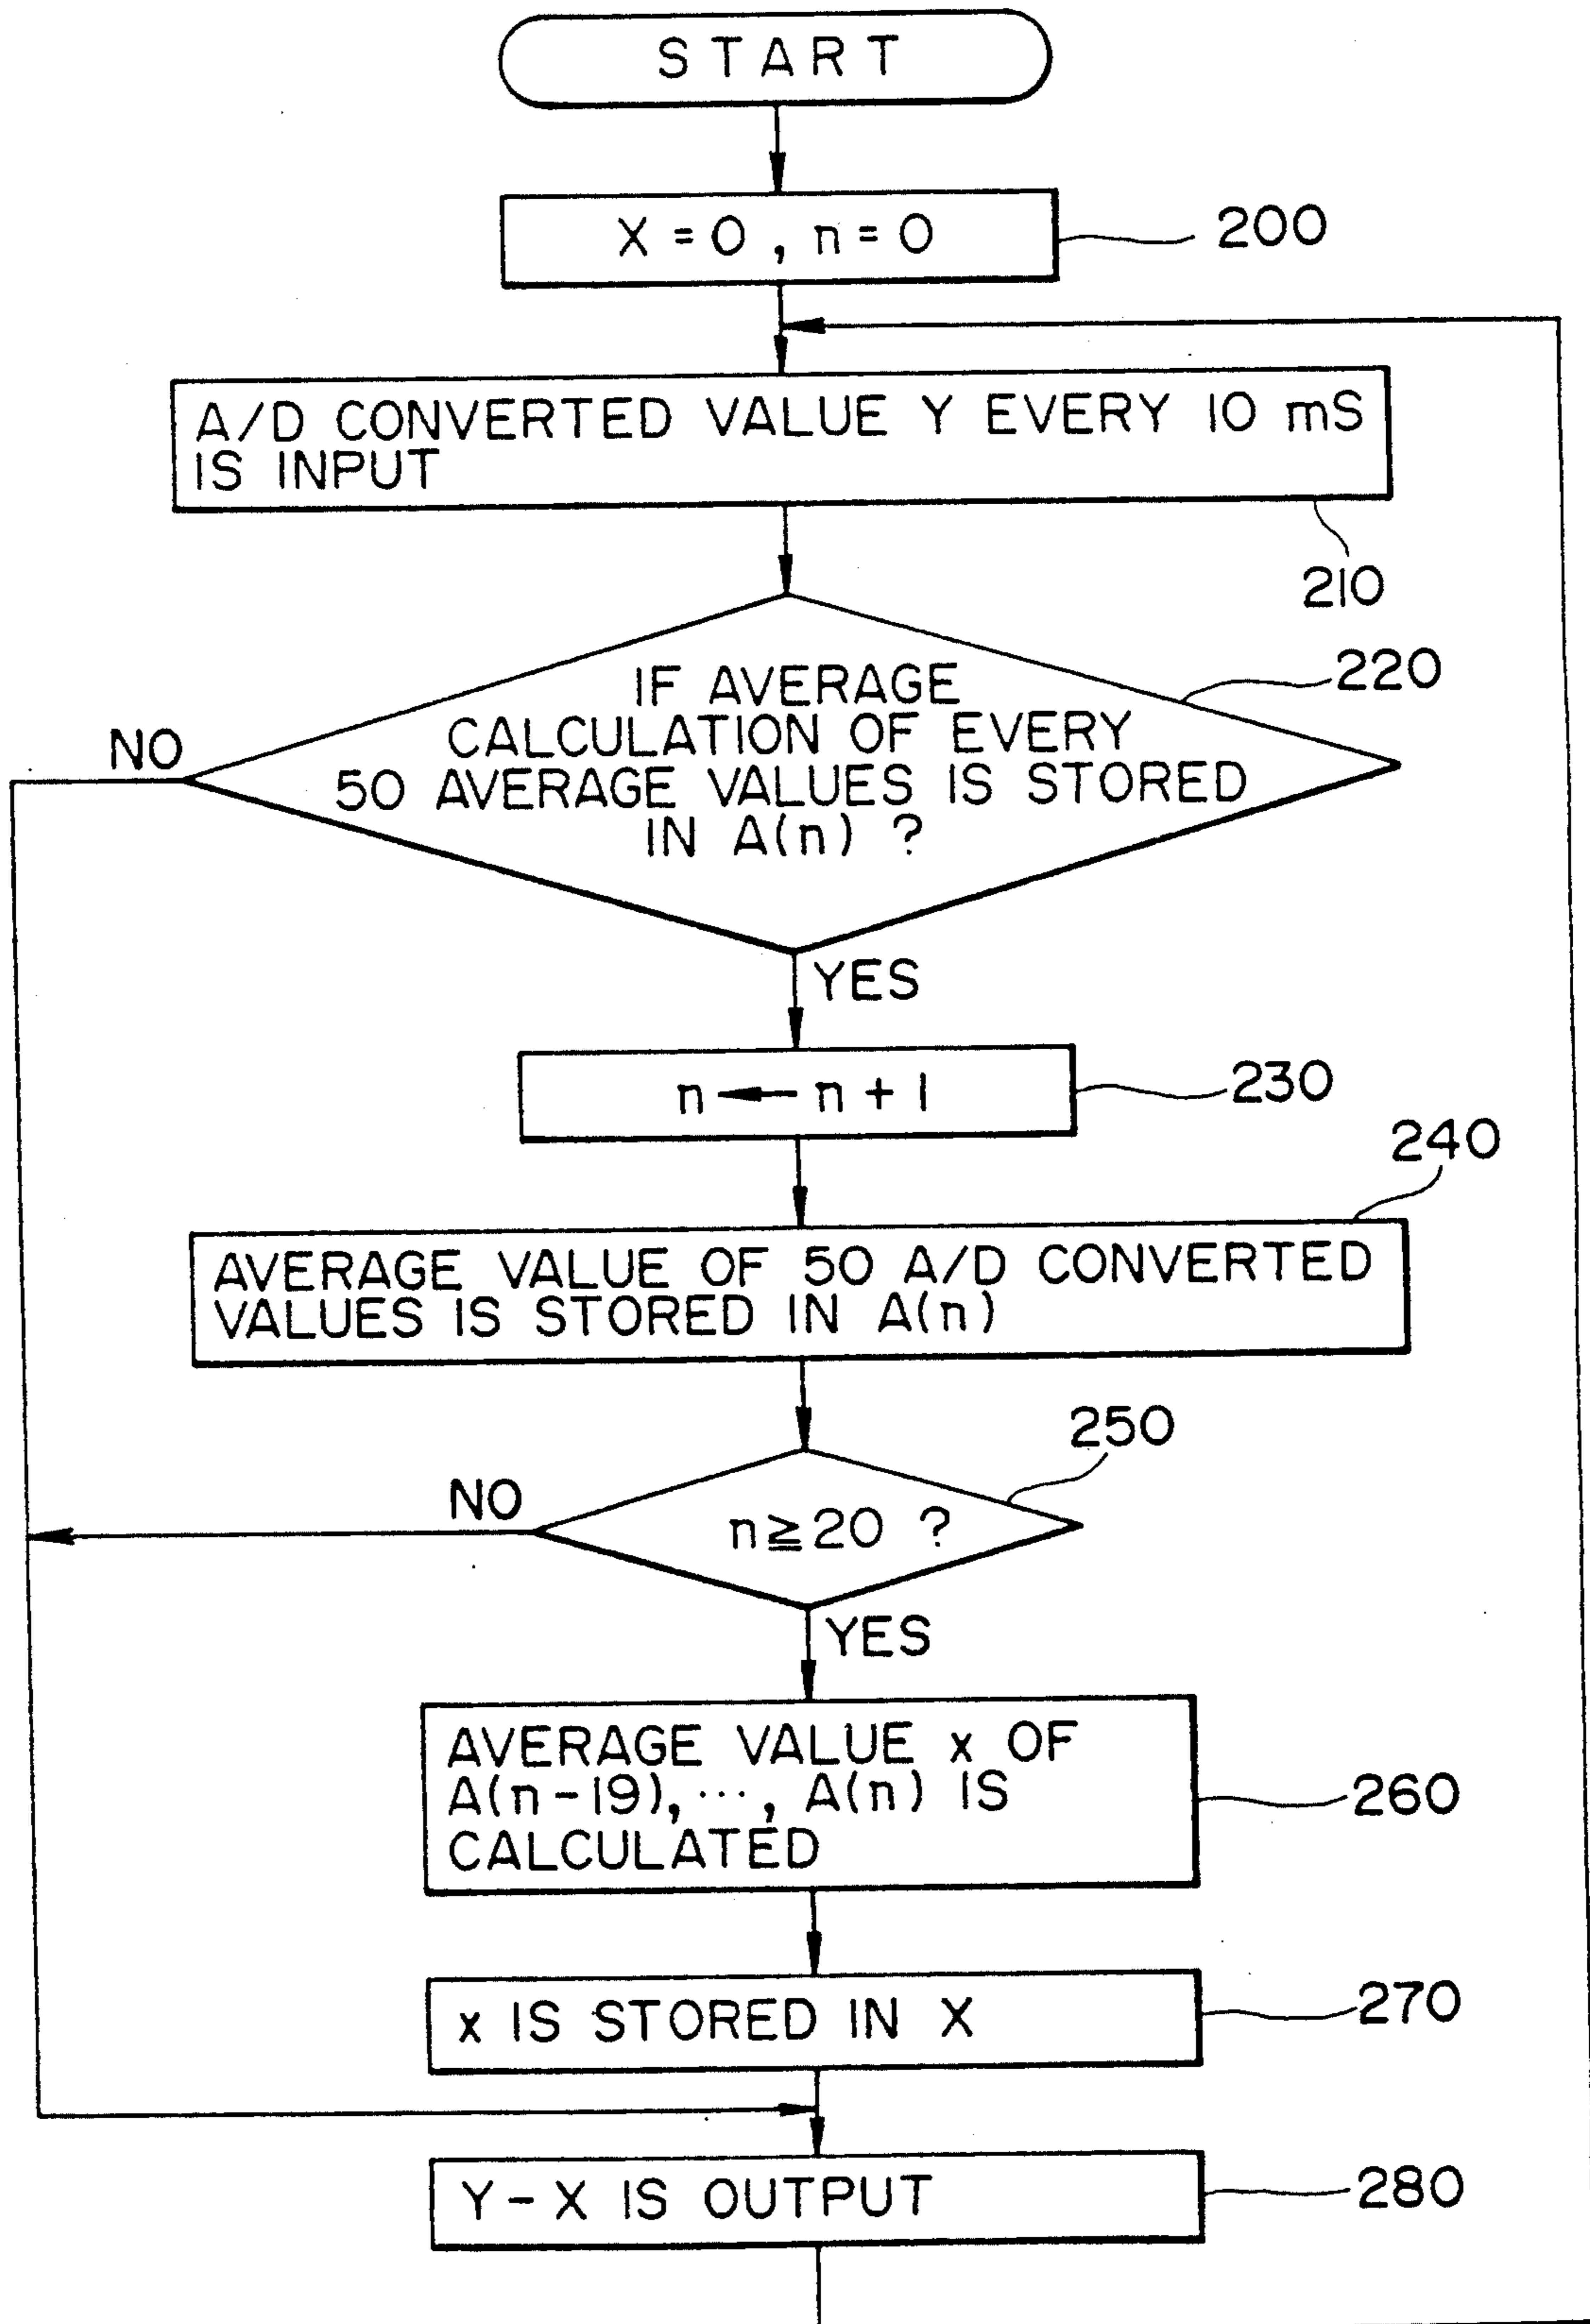 START
X = 0 , n = 0
200
A/D CONVERTED VALUE Y EVERY 10 mS
IS INPUT
210
IF AVERAGE
CALCULATION OF EVERY
50 AVERAGE VALUES IS STORED
IN A(n) ?
220
NO
YES
n ← n + 1
230
240
AVERAGE VALUE OF 50 A/D CONVERTED
VALUES IS STORED IN A(n)
250
NO
n ≧ 20 ?
YES
AVERAGE VALUE x OF
A(n-19), ···, A(n) IS
CALCULATED
260
x IS STORED IN X
270
Y - X IS OUTPUT
280